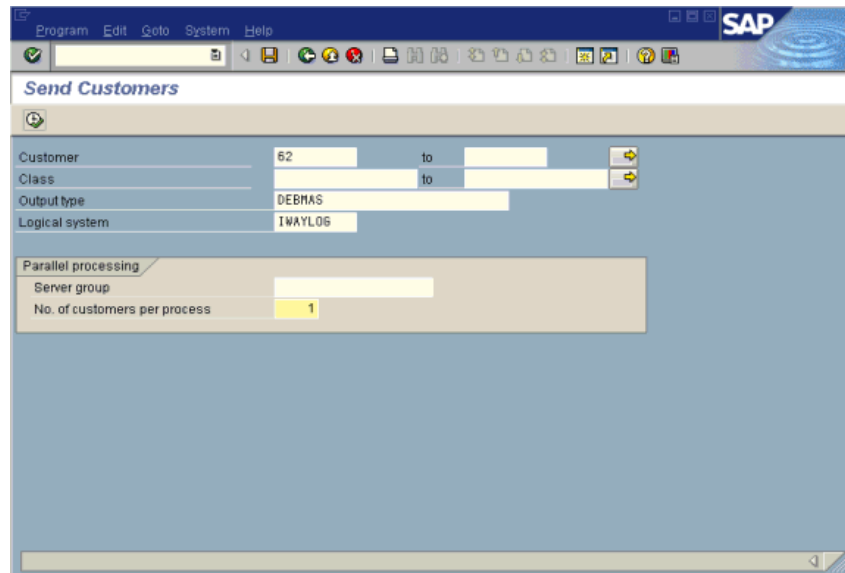 Program Edit Goto System Help
SAP
Send Customers
Customer 62 to
Class to
Output type DEBMAS
Logical system IWAYLOG
Parallel processing
Server group
No. of customers per process 1